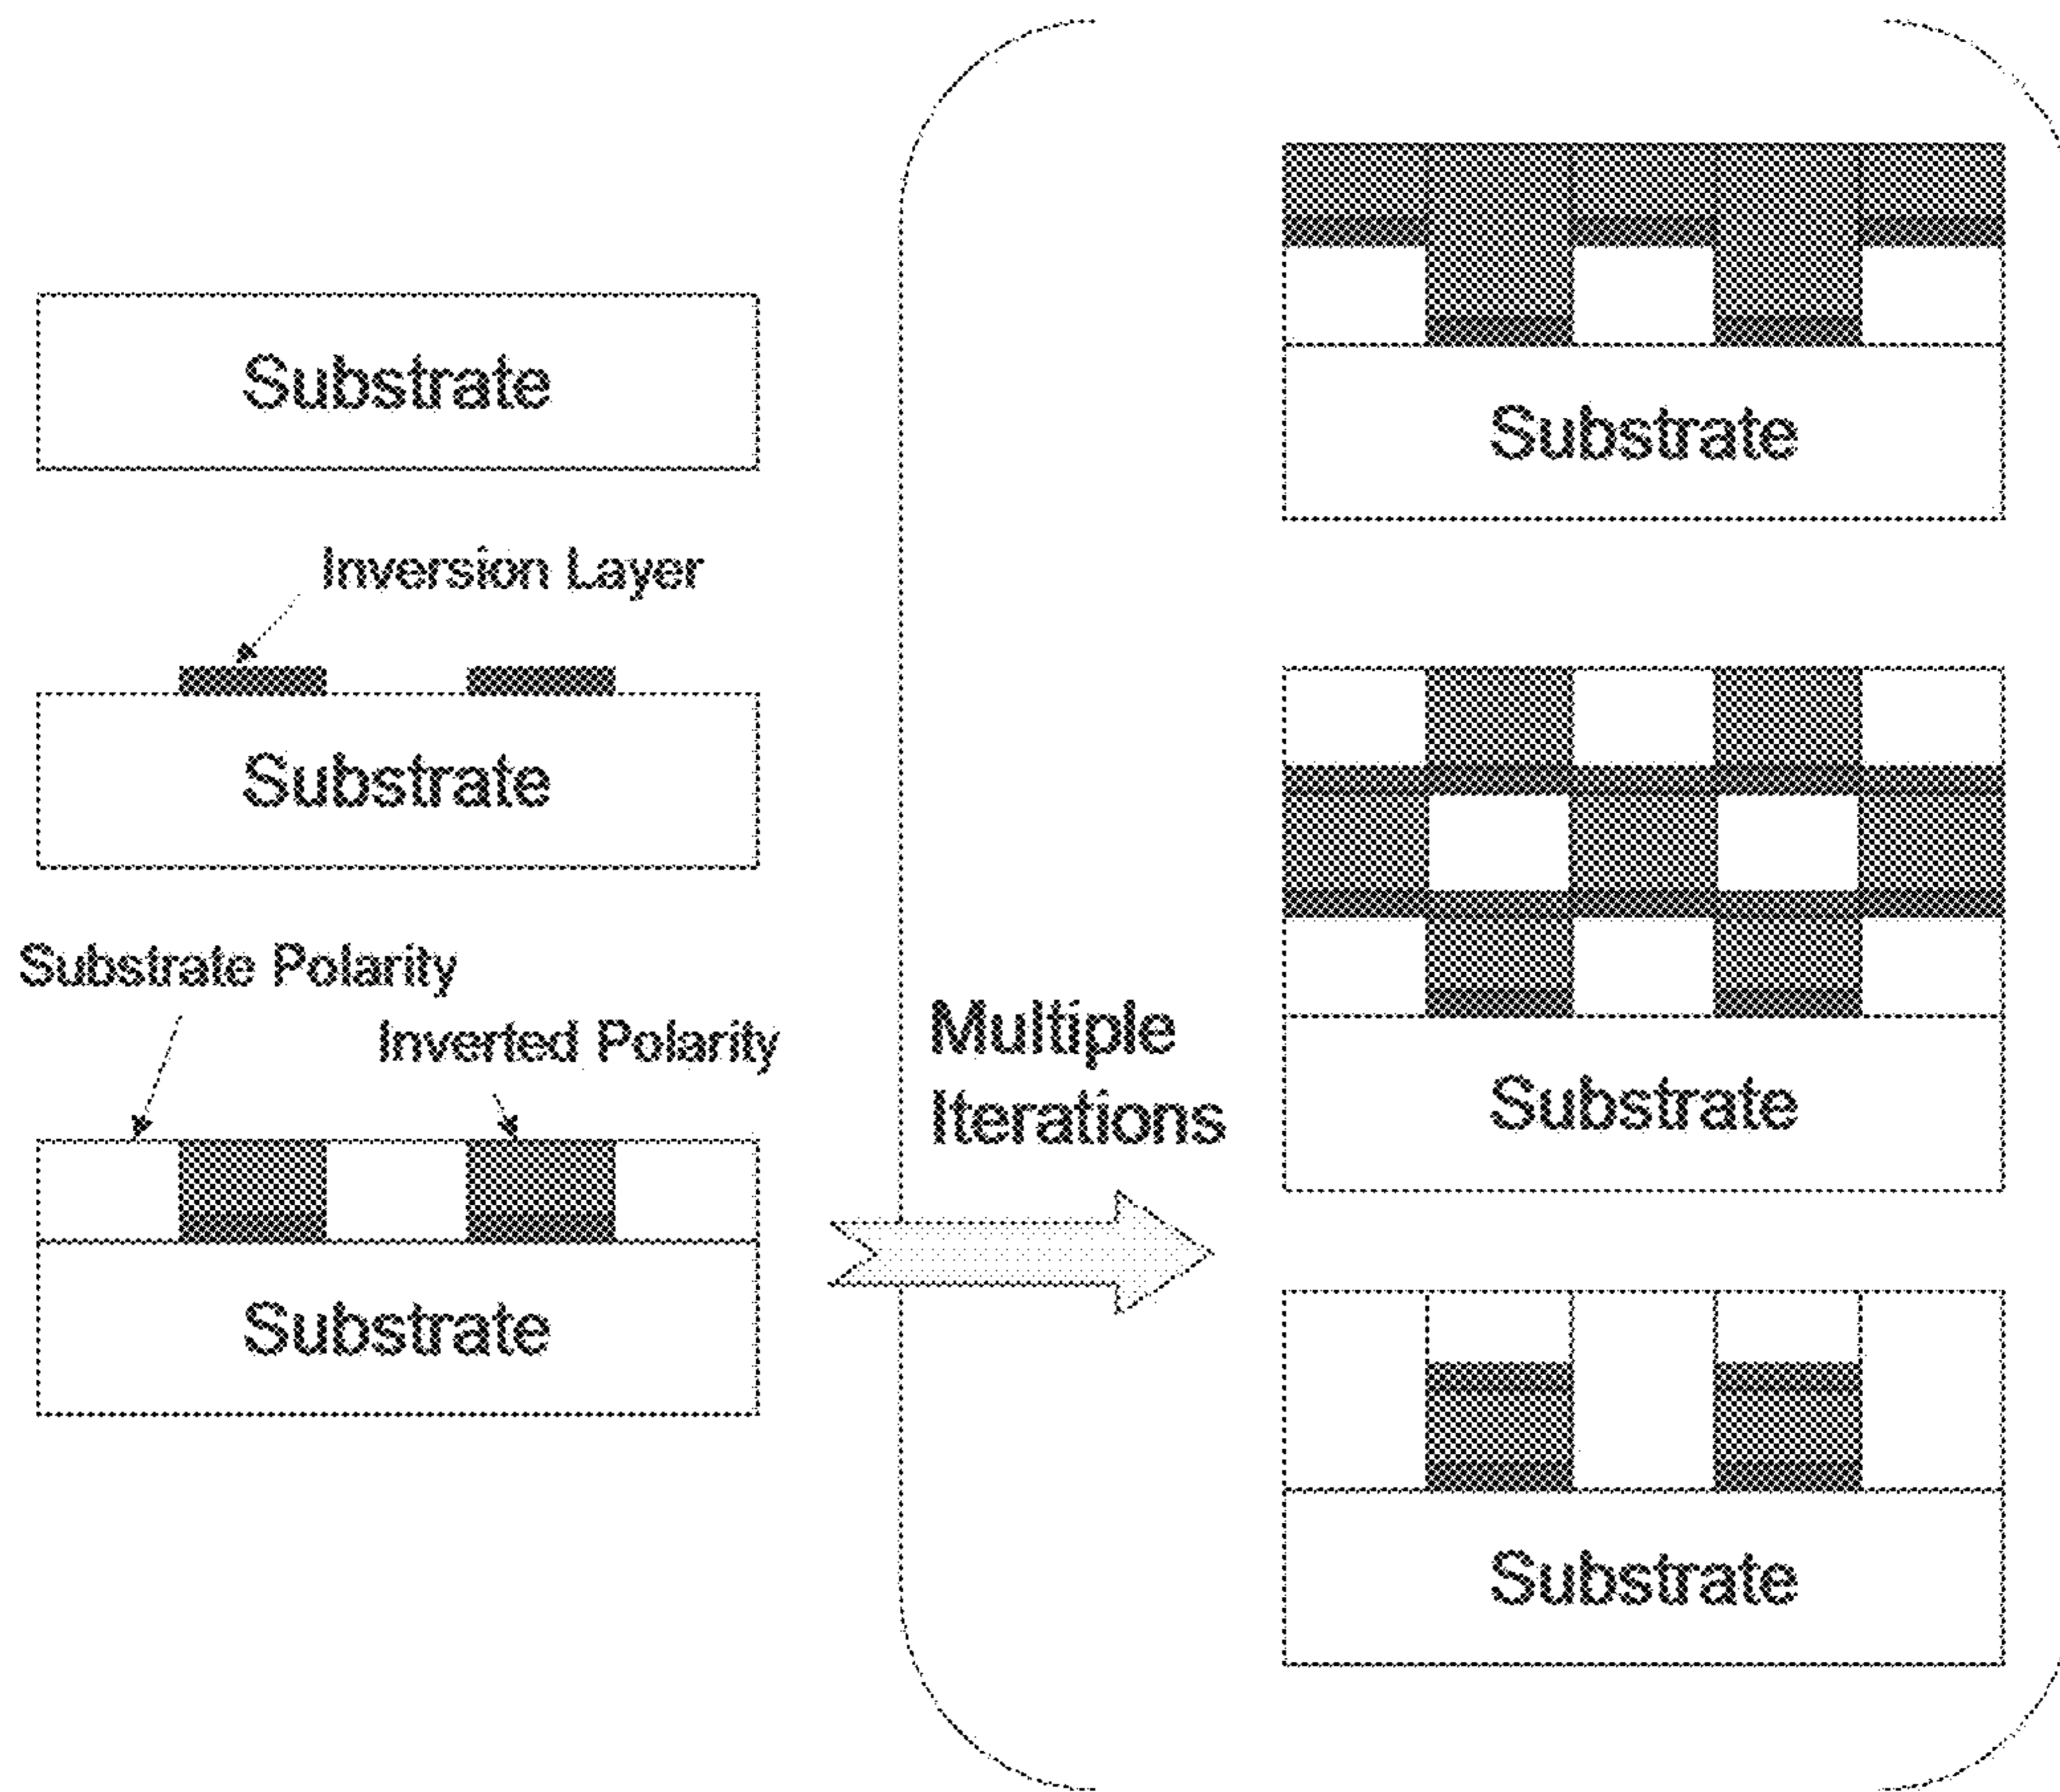 Substrate
Inversion Layer
Substrate
Substrate Polarity
Inverted Polarity
Substrate
Multiple
Iterations
Substrate
Substrate
Substrate